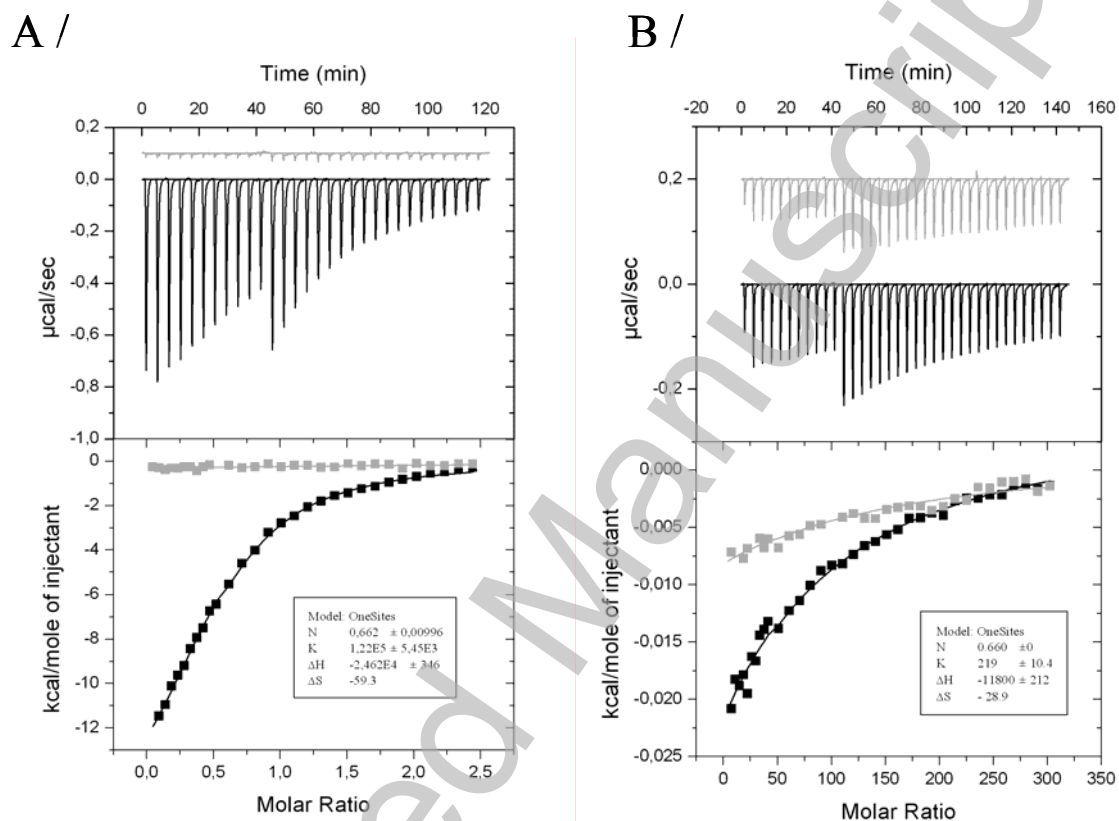 A /
B /
Time (min)
0 20 40 60 80 100 120
0,2
0,0
-0,2
-0,4
-0,6
-0,8
-1,0
µcal/sec
0
-2
-4
-6
-8
-10
-12
kcal/mole of injectant
Model: OneSites
N 0,662 ± 0,00996
K 1,22E5 ± 5,45E3
ΔH -2,462E4 ± 346
ΔS -59.3
0,0 0,5 1,0 1,5 2,0 2,5
Molar Ratio
Time (min)
-20 0 20 40 60 80 100 120 140 160
0,2
0,0
-0,2
µcal/sec
0,000
-0,005
-0,010
-0,015
-0,020
-0,025
kcal/mole of injectant
Model: OneSites
N 0.660 ±0
K 219 ± 10.4
ΔH -11800 ± 212
ΔS - 28.9
0 50 100 150 200 250 300 350
Molar Ratio
ed Manuscrip